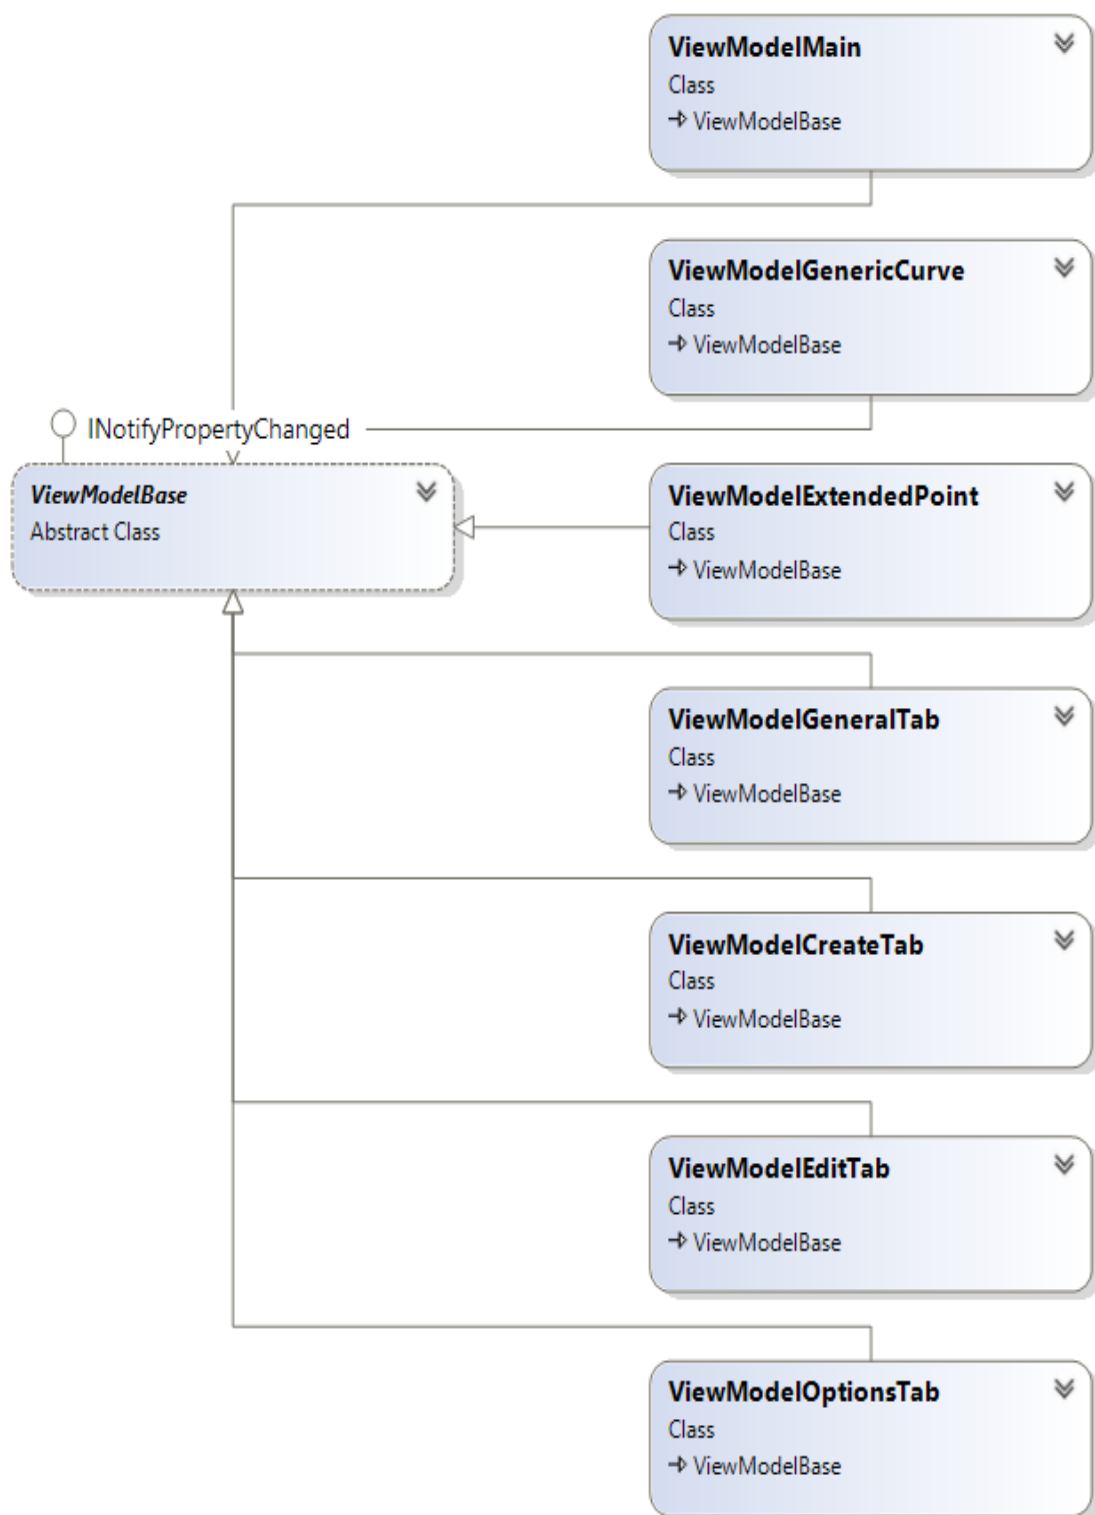 ViewModelMain
Class
ViewModelBase
ViewModelGenericCurve
Class
ViewModelBase
INotifyPropertyChanged
ViewModelBase
Abstract Class
ViewModelExtendedPoint
Class
ViewModelBase
ViewModelGeneralTab
Class
ViewModelBase
ViewModelCreateTab
Class
ViewModelBase
ViewModelEditTab
Class
ViewModelBase
ViewModelOptionsTab
Class
ViewModelBase